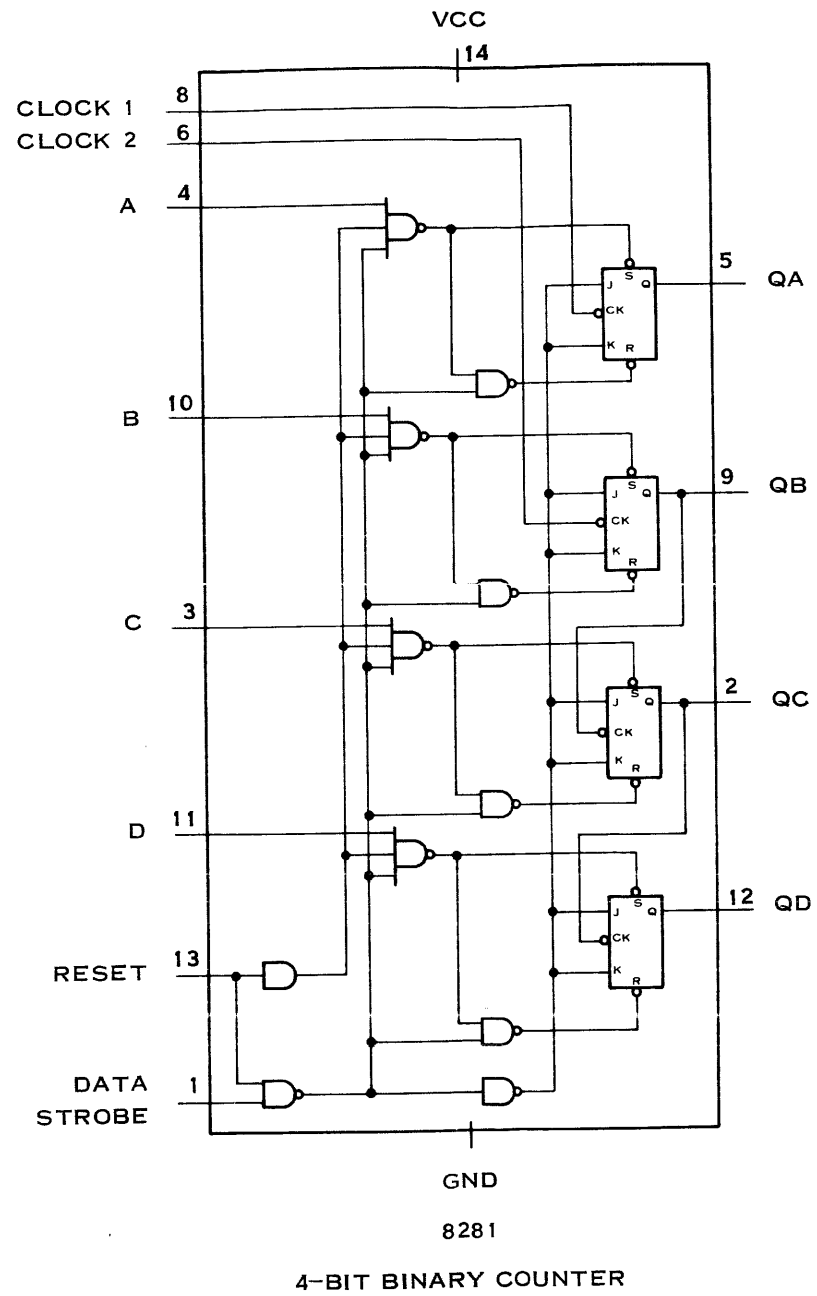 VCC
14
CLOCK 1 8
CLOCK 2 6
A 4
5 QA
S
J Q
CK
K R
B 10
9 QB
S
J Q
CK
K
R
C 3
2 QC
S
J Q
CK
K
R
D 11
12 QD
S
J Q
CK
K
R
RESET 13
DATA
STROBE 1
GND
8281
4-BIT BINARY COUNTER